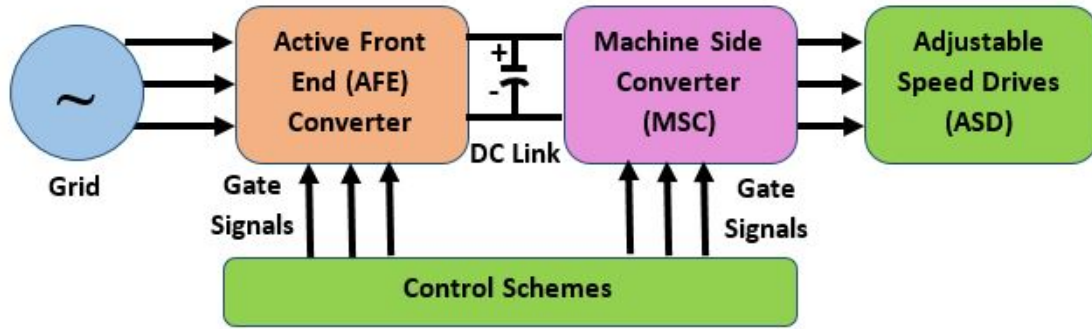 ~
Grid
Active Front
End (AFE)
Converter
Gate
Signals
+
-
DC Link
Machine Side
Converter
(MSC)
Gate
Signals
Adjustable
Speed Drives
(ASD)
Control Schemes